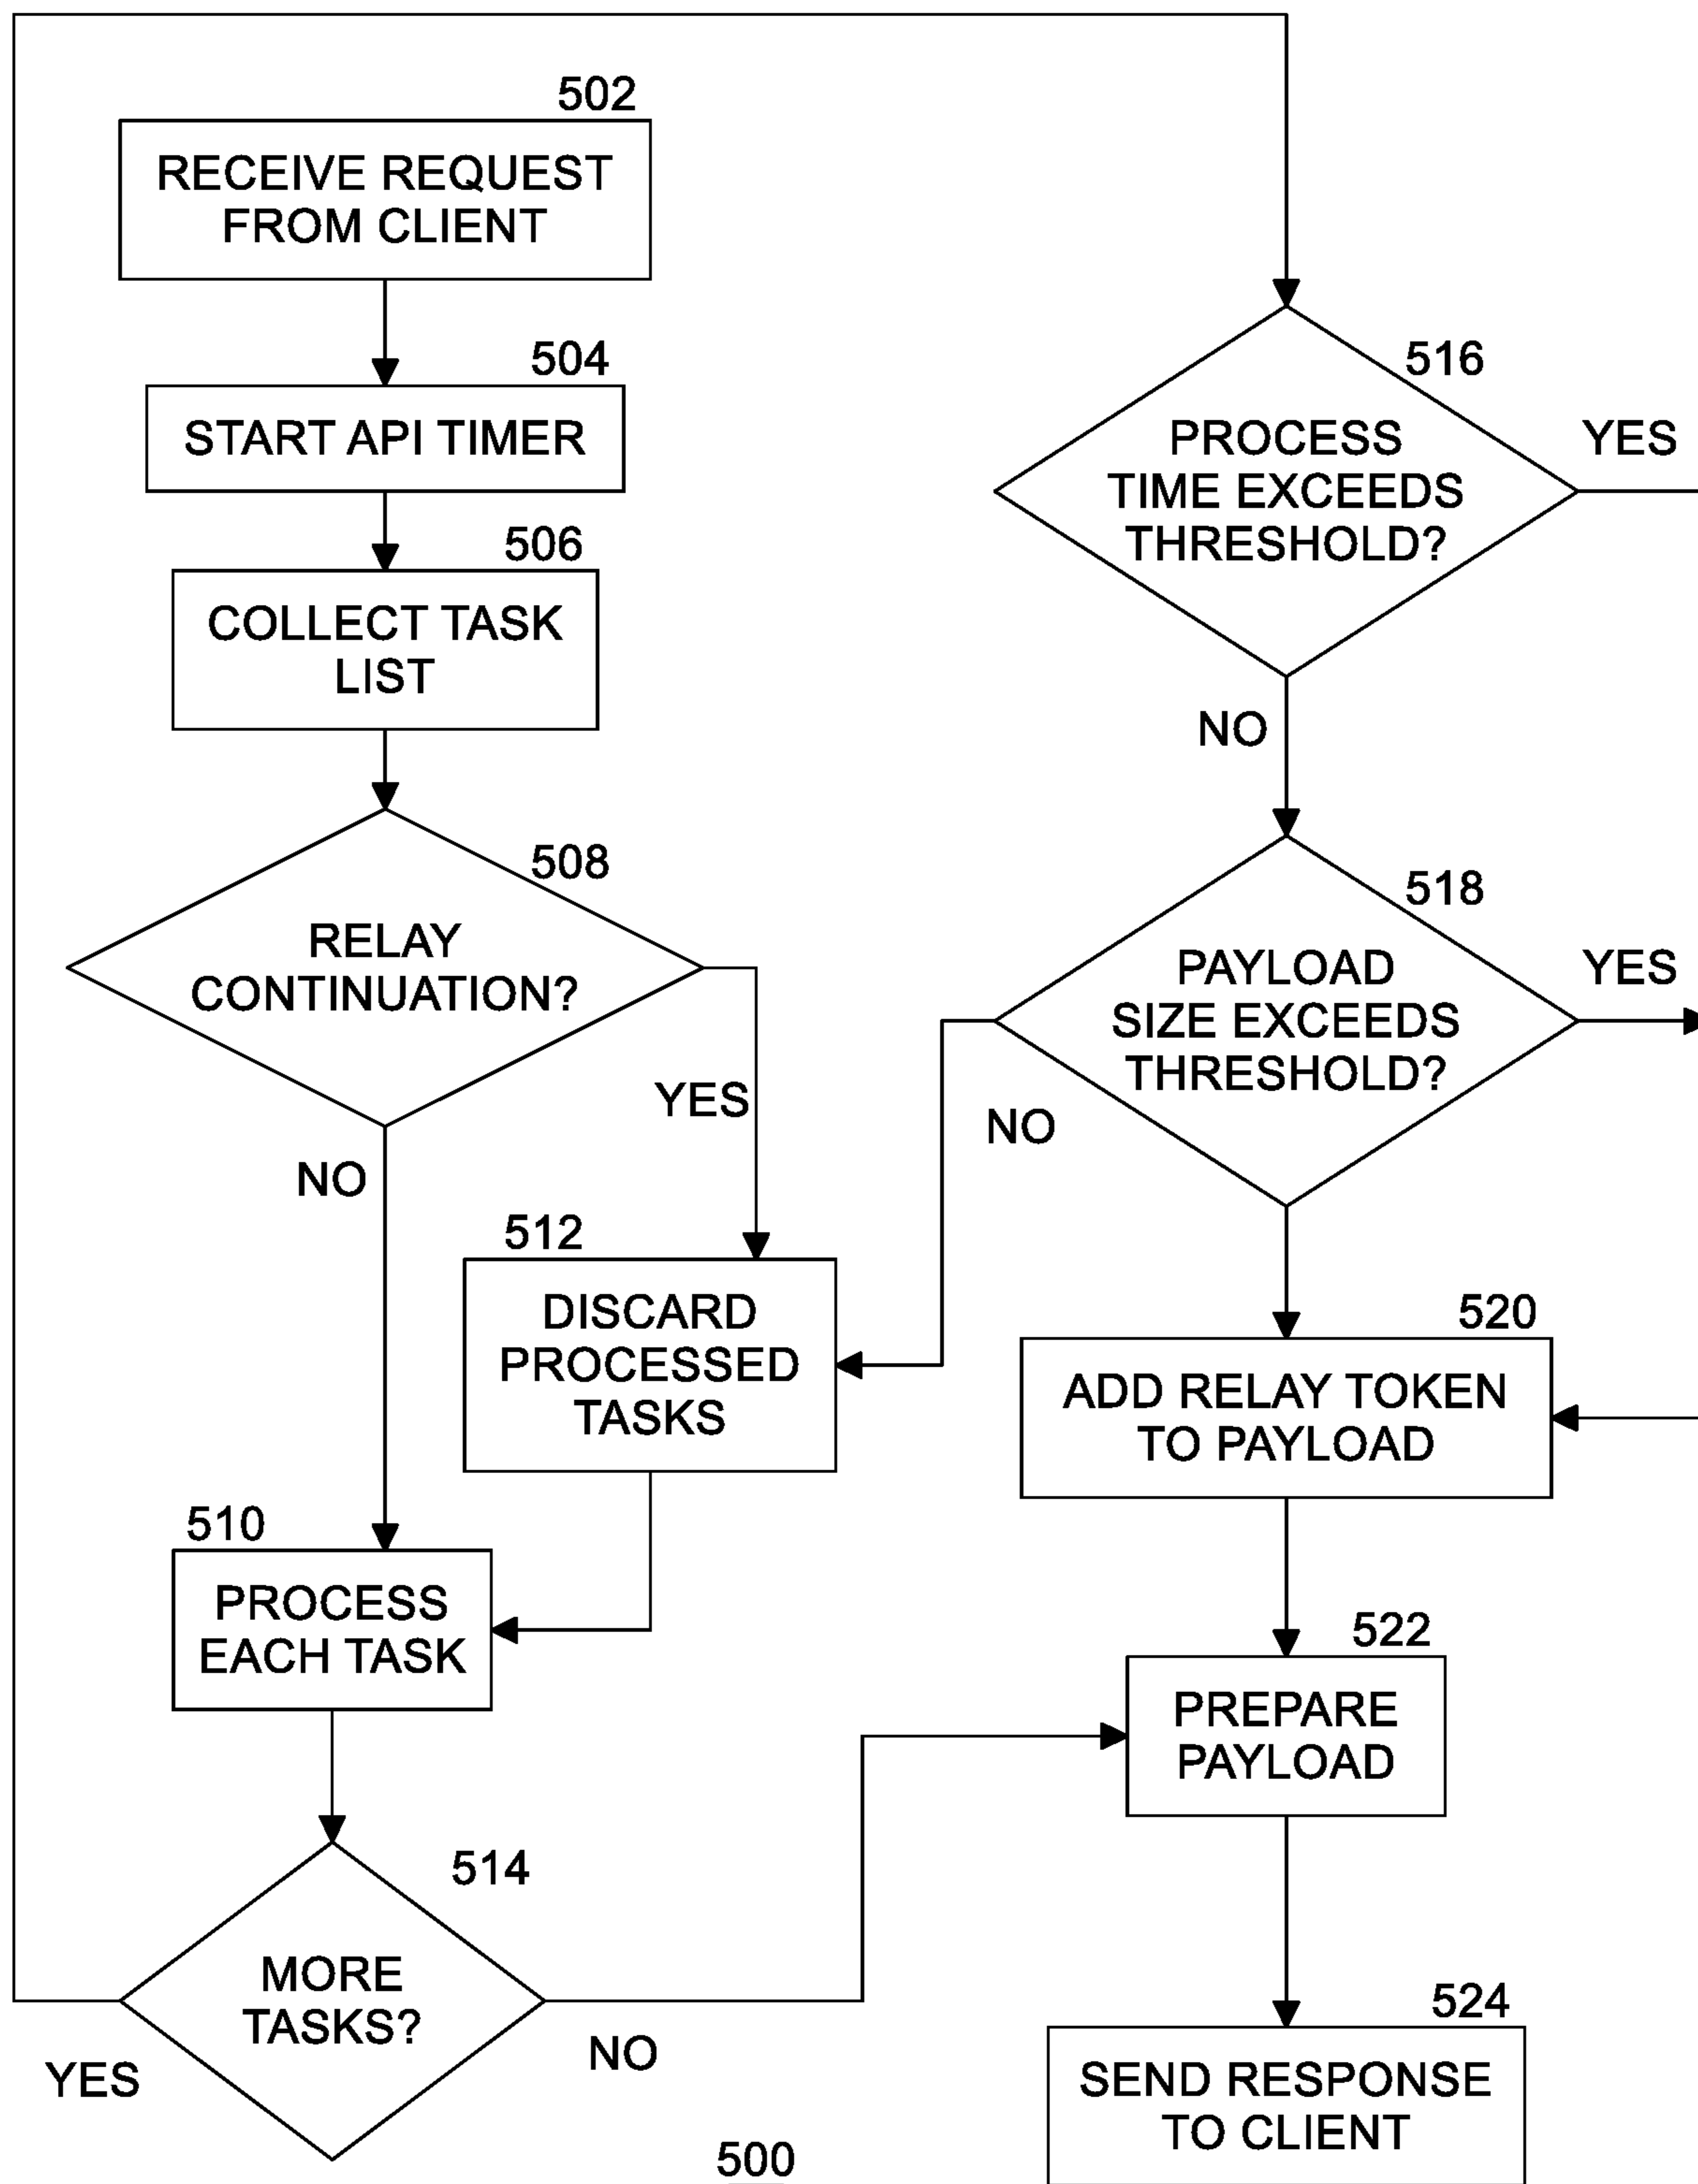 502
RECEIVE REQUEST
FROM CLIENT
504
START API TIMER
506
COLLECT TASK
LIST
508
RELAY
CONTINUATION?
YES
NO
512
DISCARD
PROCESSED
TASKS
510
PROCESS
EACH TASK
514
MORE
TASKS?
YES
NO
516
PROCESS
TIME EXCEEDS
THRESHOLD?
YES
NO
518
PAYLOAD
SIZE EXCEEDS
THRESHOLD?
YES
NO
520
ADD RELAY TOKEN
TO PAYLOAD
522
PREPARE
PAYLOAD
524
SEND RESPONSE
TO CLIENT
500